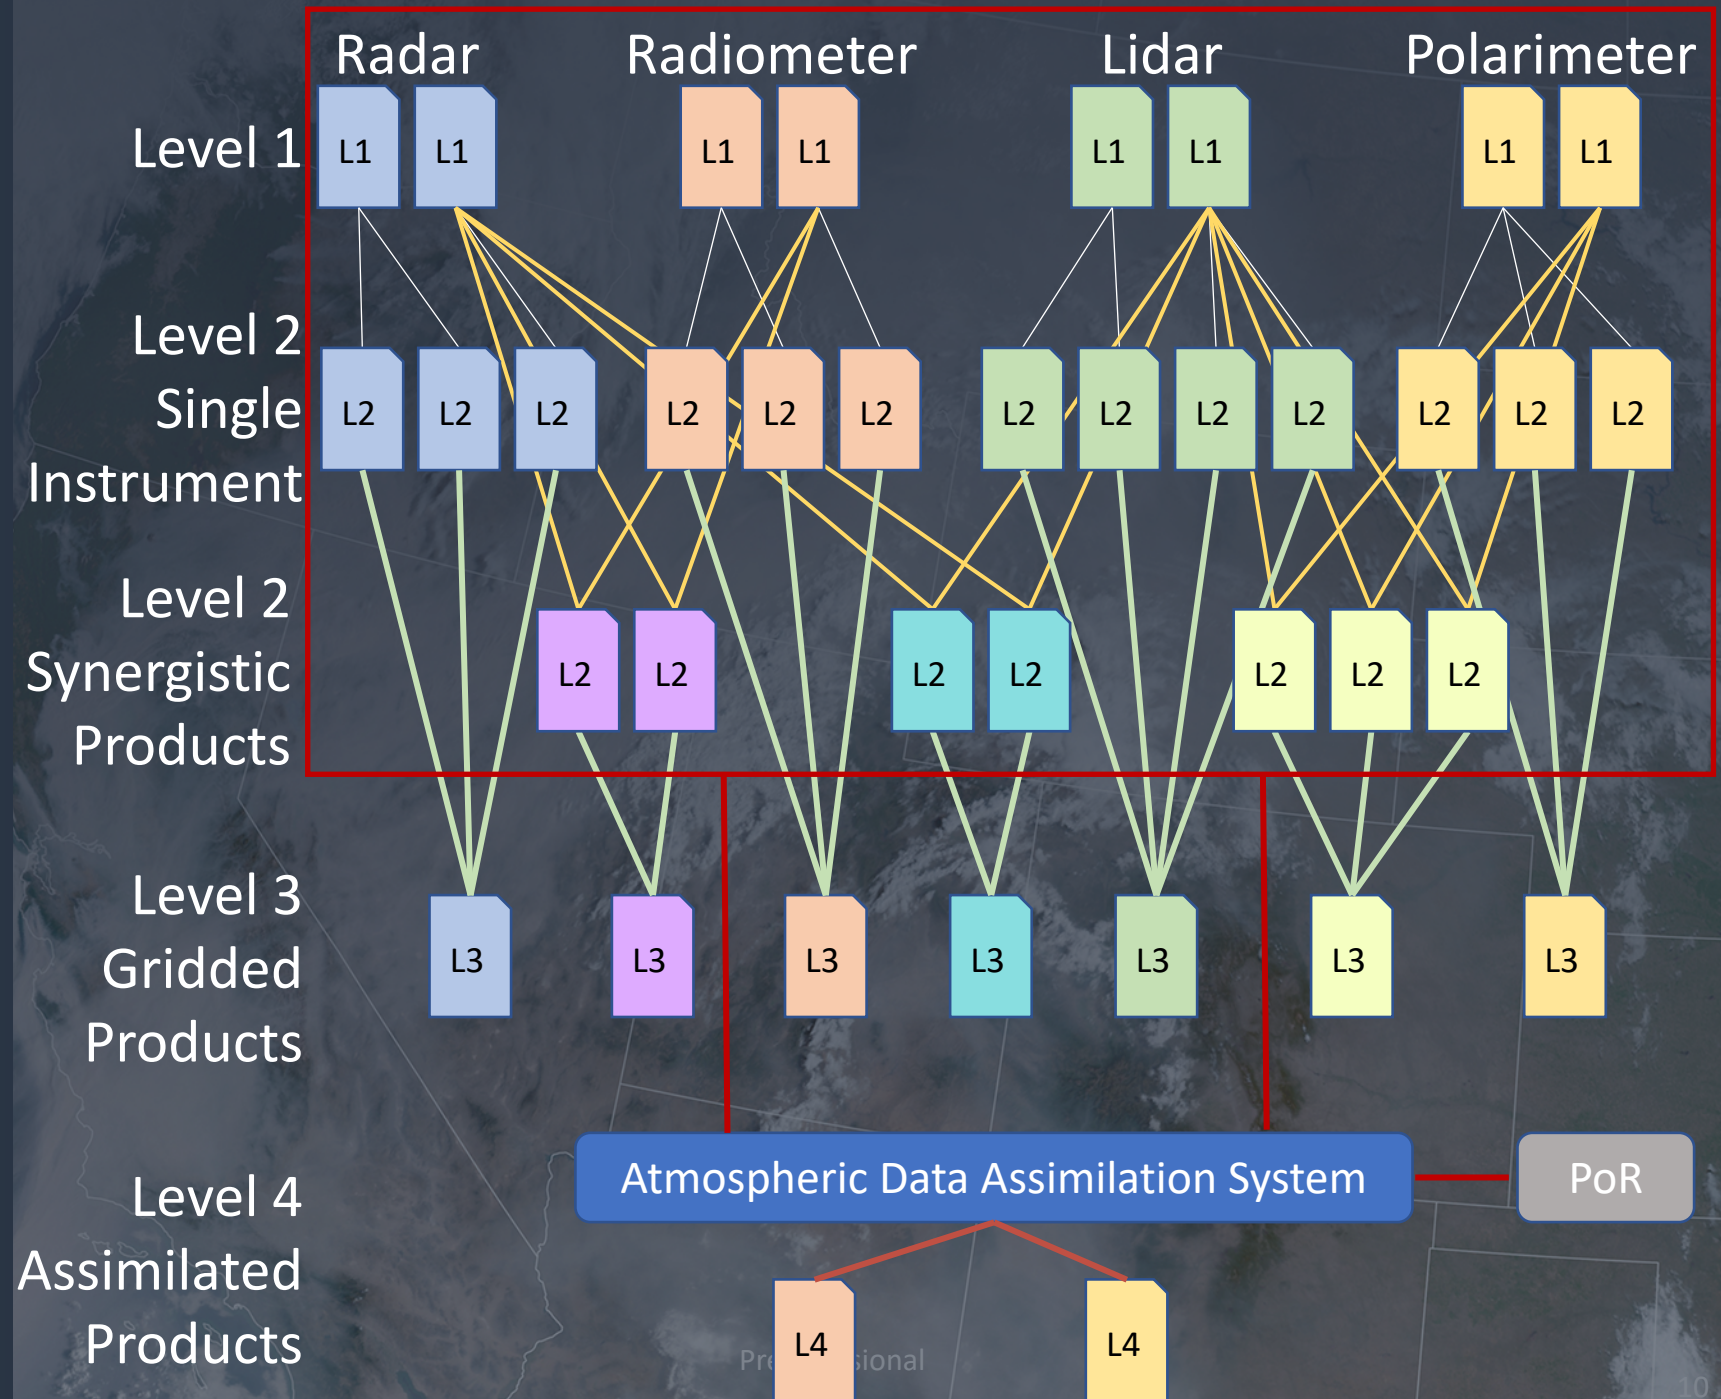 Radar Radiometer Lidar Polarimeter
Level 1
L1 L1 L1 L1 L1 L1 L1 L1
Level 2
Single
Instrument
L2 L2 L2 L2 L2 L2 L2 L2 L2 L2 L2 L2 L2
Level 2
Synergistic
Products
L2 L2 L2 L2 L2 L2 L2
Level 3
Gridded
Products
L3 L3 L3 L3 L3 L3 L3
Atmospheric Data Assimilation System PoR
Level 4
Assimilated
Products
L4 L4
10